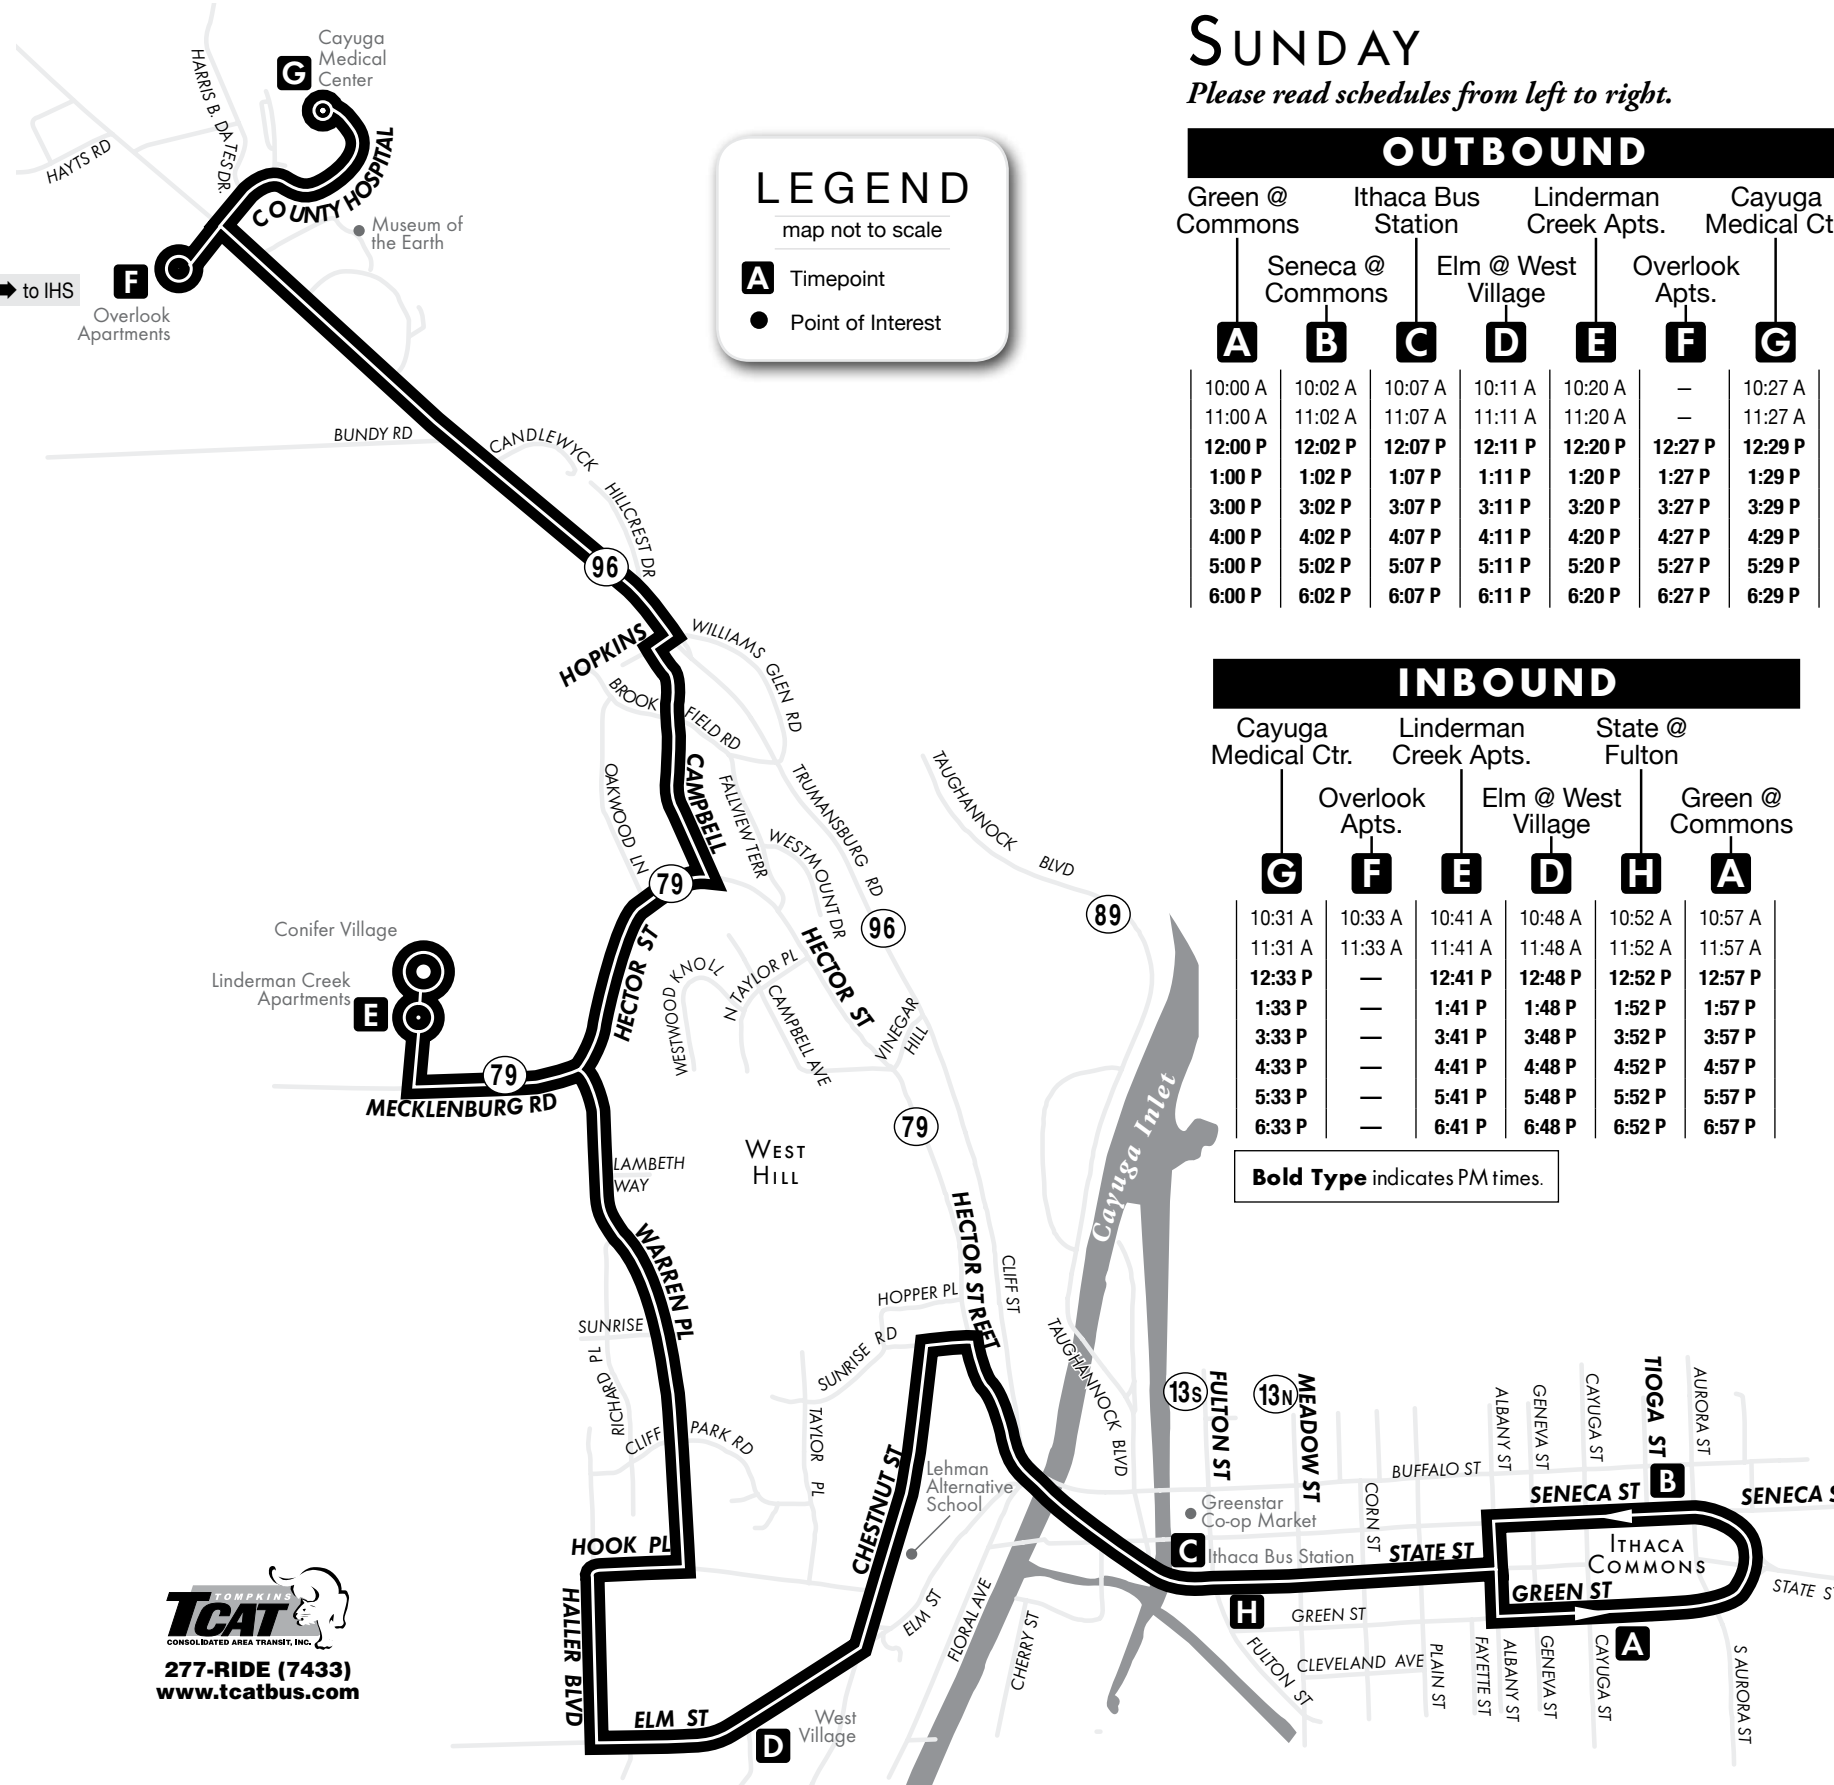 SUNDAY
Please read schedules from left to right.
OUTBOUND
Green @
Commons
Seneca @
Commons
Ithaca Bus
Station
Elm @ West
Village
Linderman
Creek Apts.
Overlook
Apts.
Cayuga
Medical Ct
A B C D E F G
10:00 A 10:02 A 10:07 A 10:11 A 10:20 A — 10:27 A
11:00 A 11:02 A 11:07 A 11:11 A 11:20 A — 11:27 A
12:00 P 12:02 P 12:07 P 12:11 P 12:20 P 12:27 P 12:29 P
1:00 P 1:02 P 1:07 P 1:11 P 1:20 P 1:27 P 1:29 P
3:00 P 3:02 P 3:07 P 3:11 P 3:20 P 3:27 P 3:29 P
4:00 P 4:02 P 4:07 P 4:11 P 4:20 P 4:27 P 4:29 P
5:00 P 5:02 P 5:07 P 5:11 P 5:20 P 5:27 P 5:29 P
6:00 P 6:02 P 6:07 P 6:11 P 6:20 P 6:27 P 6:29 P
INBOUND
Cayuga
Medical Ctr.
Overlook
Apts.
Linderman
Creek Apts.
Elm @ West
Village
State @
Fulton
Green @
Commons
G F E D H A
10:31 A 10:33 A 10:41 A 10:48 A 10:52 A 10:57 A
11:31 A 11:33 A 11:41 A 11:48 A 11:52 A 11:57 A
12:33 P — 12:41 P 12:48 P 12:52 P 12:57 P
1:33 P — 1:41 P 1:48 P 1:52 P 1:57 P
3:33 P — 3:41 P 3:48 P 3:52 P 3:57 P
4:33 P — 4:41 P 4:48 P 4:52 P 4:57 P
5:33 P — 5:41 P 5:48 P 5:52 P 5:57 P
6:33 P — 6:41 P 6:48 P 6:52 P 6:57 P
Bold Type indicates PM times.
LEGEND
map not to scale
A Timepoint
Point of Interest
G
Cayuga
Medical
Center
HARRIS B. DATES DR.
HAYTS RD
COUNTY HOSPITAL
Museum of
the Earth
F
to IHS
Overlook
Apartments
BUNDY RD
CANDLEWYCK
HILLCREST DR
96
HOPKINS
WILLIAMS GLEN RD
BROOKFIELD RD
CAMPBELL
OAKWOOD LN
FALLVIEW TERR
TRUMANSBURG RD
WESTMOUNT DR
TAUGHANNOCK BLVD
79
96
89
Conifer Village
Linderman Creek
Apartments
E
HECTOR ST
WESTWOOD KNOLL
N TAYLOR PL
CAMPBELL AVE
HECTOR ST
VINEGAR
HILL
79
MECKLENBURG RD
79
WEST
HILL
Cayuga Inlet
LAMBETH
WAY
WARREN PL
HECTOR STREET
CLIFF ST
HOPPER PL
SUNRISE
RICHARD PL
SUNRISE RD
TAUGHANNOCK BLVD
CLIFF PARK RD
TAYLOR PL
CHESTNUT ST
Lehman
Alternative
School
13S
FULTON ST
13N
MEADOW ST
ALBANY ST
GENEVA ST
CAYUGA ST
TIOGA ST
AURORA ST
BUFFALO ST
B
SENECA ST
SENECA S
Greenstar
Co-op Market
CORN ST
C
Ithaca Bus Station
STATE ST
ITHACA
COMMONS
GREEN ST
STATE S
HOOK PL
HALLER BLVD
ELM ST
FLORAL AVE
CHERRY ST
H
GREEN ST
A
FULTON ST
CLEVELAND AVE
PLAIN ST
FAYETTE ST
ALBANY ST
GENEVA ST
CAYUGA ST
S AURORA ST
ELM ST
D
West
Village
TOMPKINS
TCAT
CONSOLIDATED AREA TRANSIT, INC.
277-RIDE (7433)
www.tcatbus.com